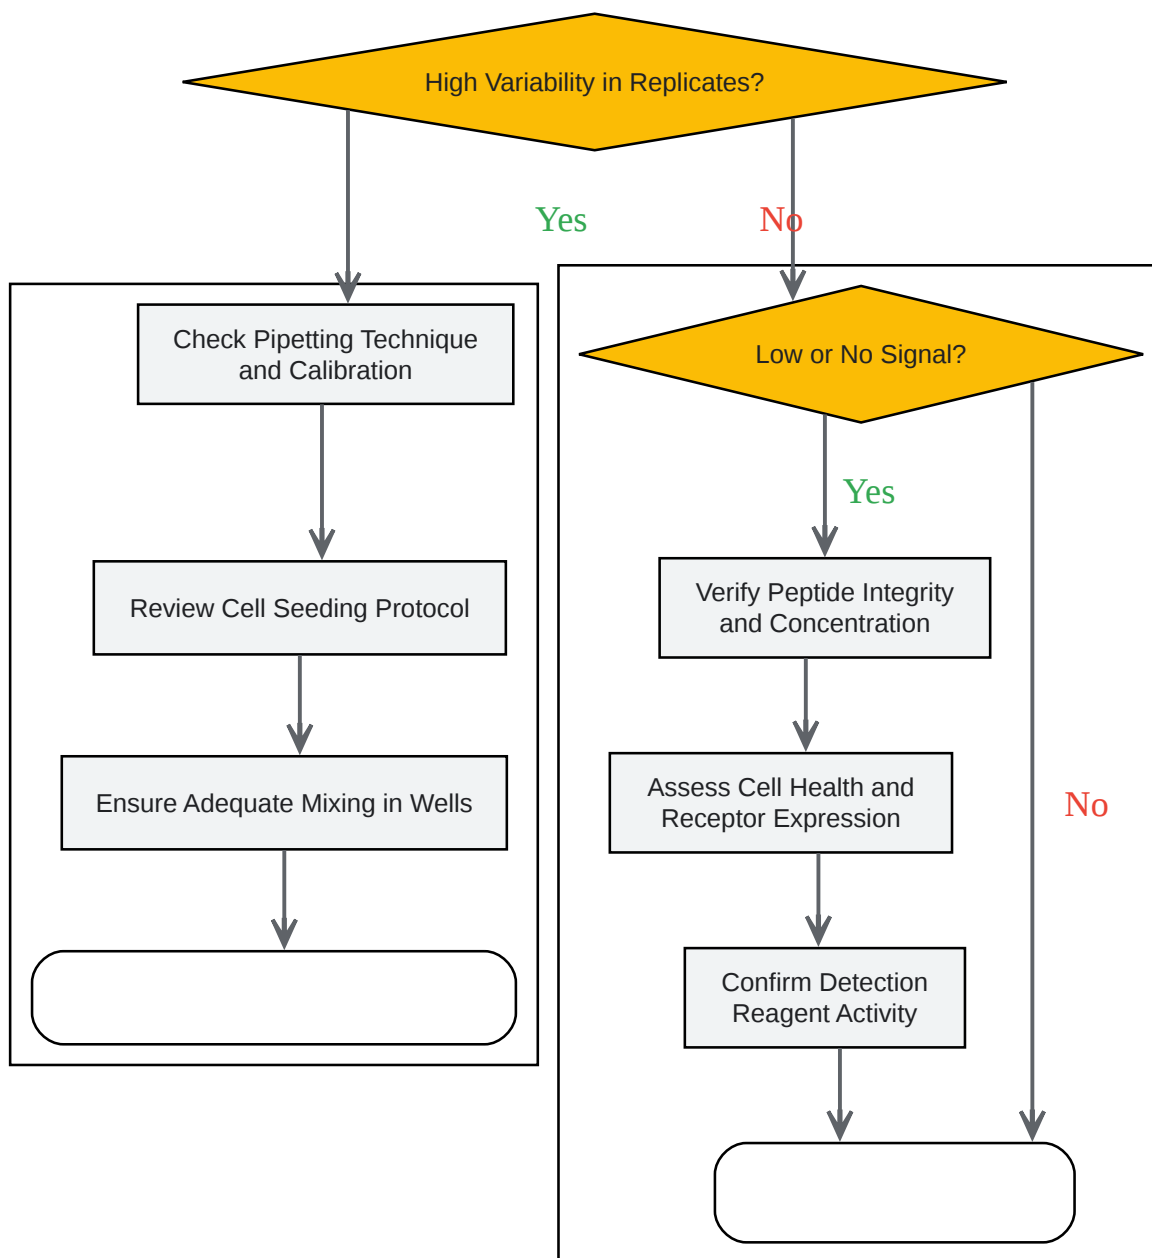 High Variability in Replicates?
Yes
No
Check Pipetting Technique
and Calibration
Low or No Signal?
Yes
Review Cell Seeding Protocol
Verify Peptide Integrity
and Concentration
Ensure Adequate Mixing in Wells
Assess Cell Health and
Receptor Expression
No
Confirm Detection
Reagent Activity